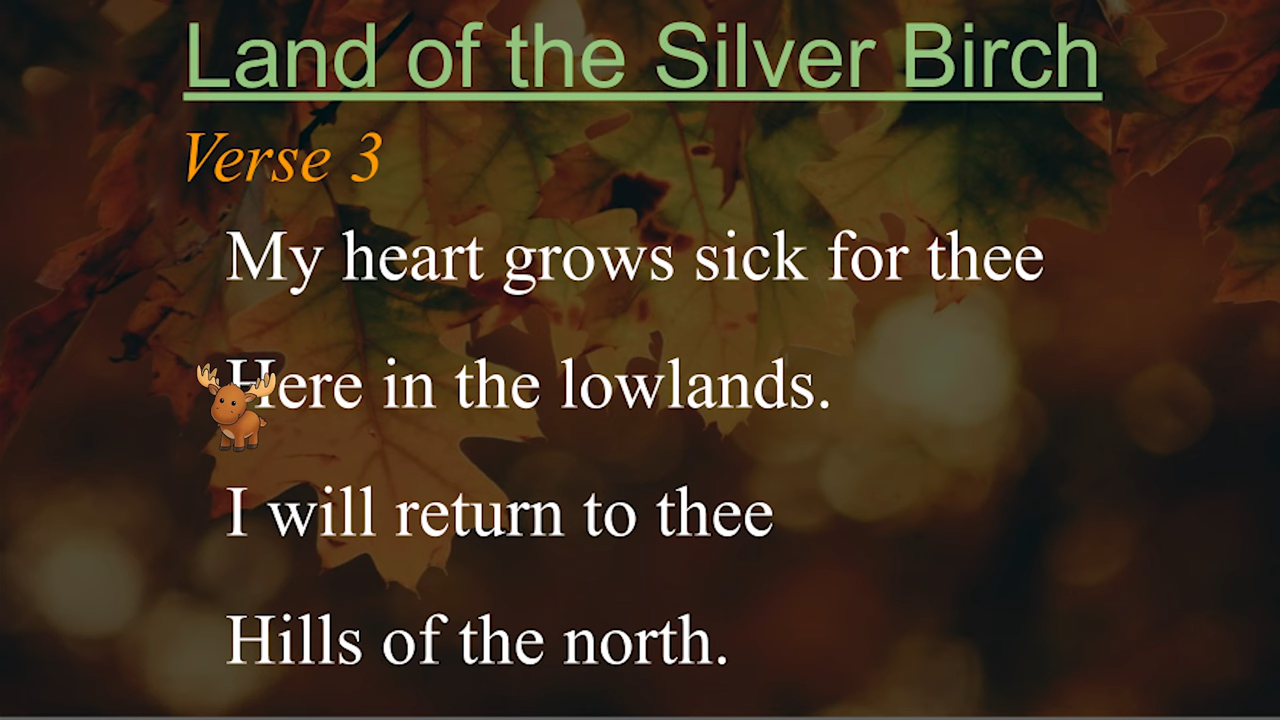 Land of the Silver Birch
Verse 3
My heart grows sick for thee
Here in the lowlands.
I will return to thee
Hills of the north.